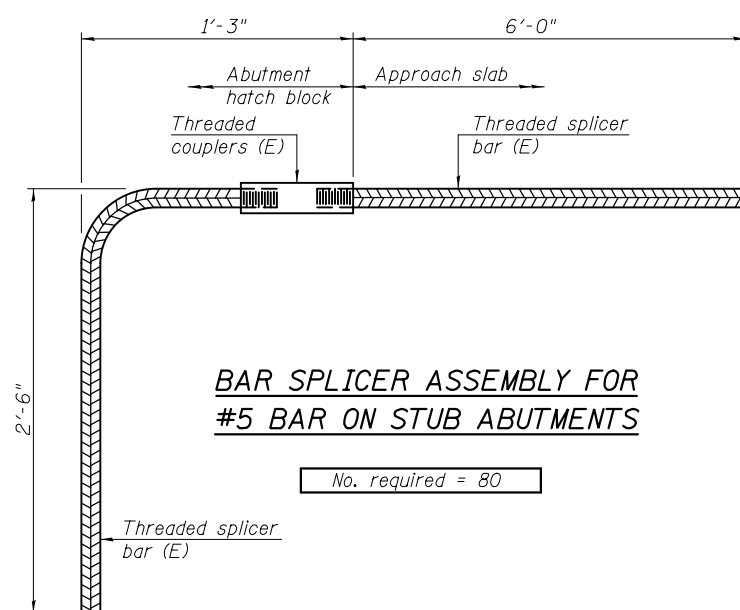 1'-3"
6'-0"
Abutment
hatch block
Approach slab
Threaded
couplers (E)
Threaded splicer
bar (E)
2'-6"
BAR SPLICER ASSEMBLY FOR
#5 BAR ON STUB ABUTMENTS
No. required = 80
Threaded splicer
bar (E)